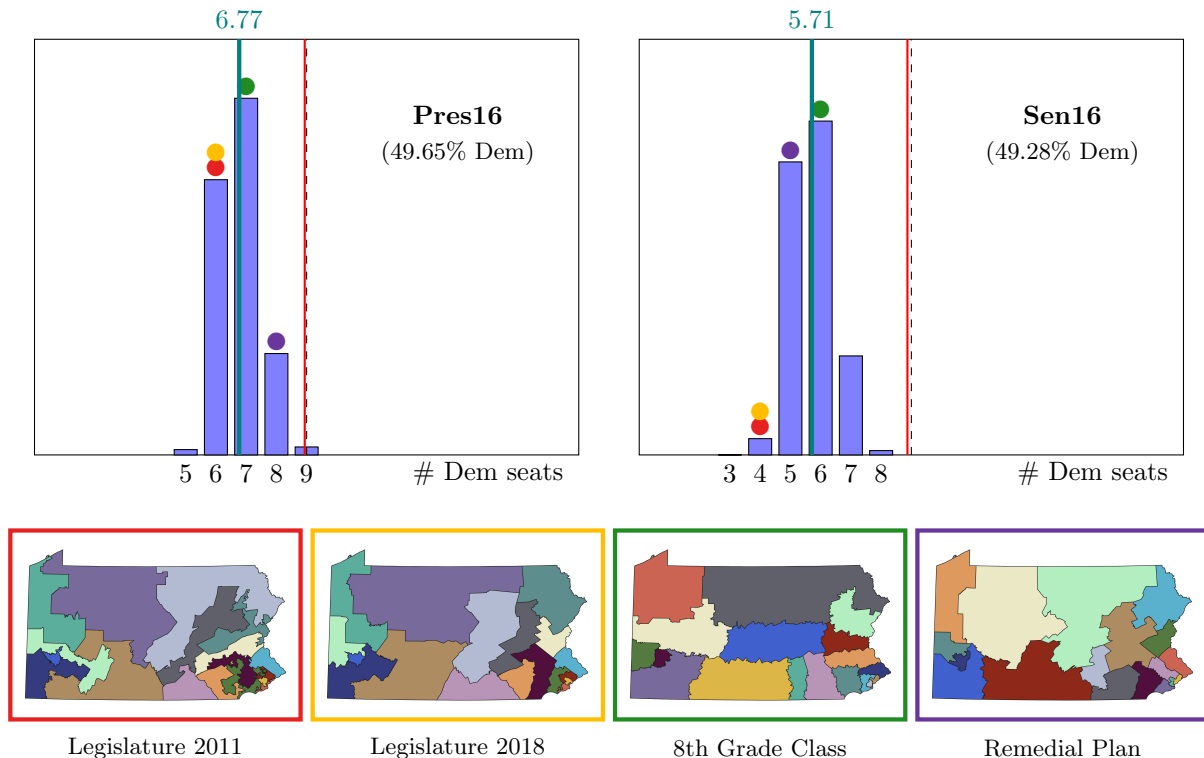 6.77
5.71
Pres16
(49.65% Dem)
Sen16
(49.28% Dem)
5 6 7 8 9 # Dem seats
3 4 5 6 7 8 # Dem seats
Legislature 2011
Legislature 2018
8th Grade Class
Remedial Plan